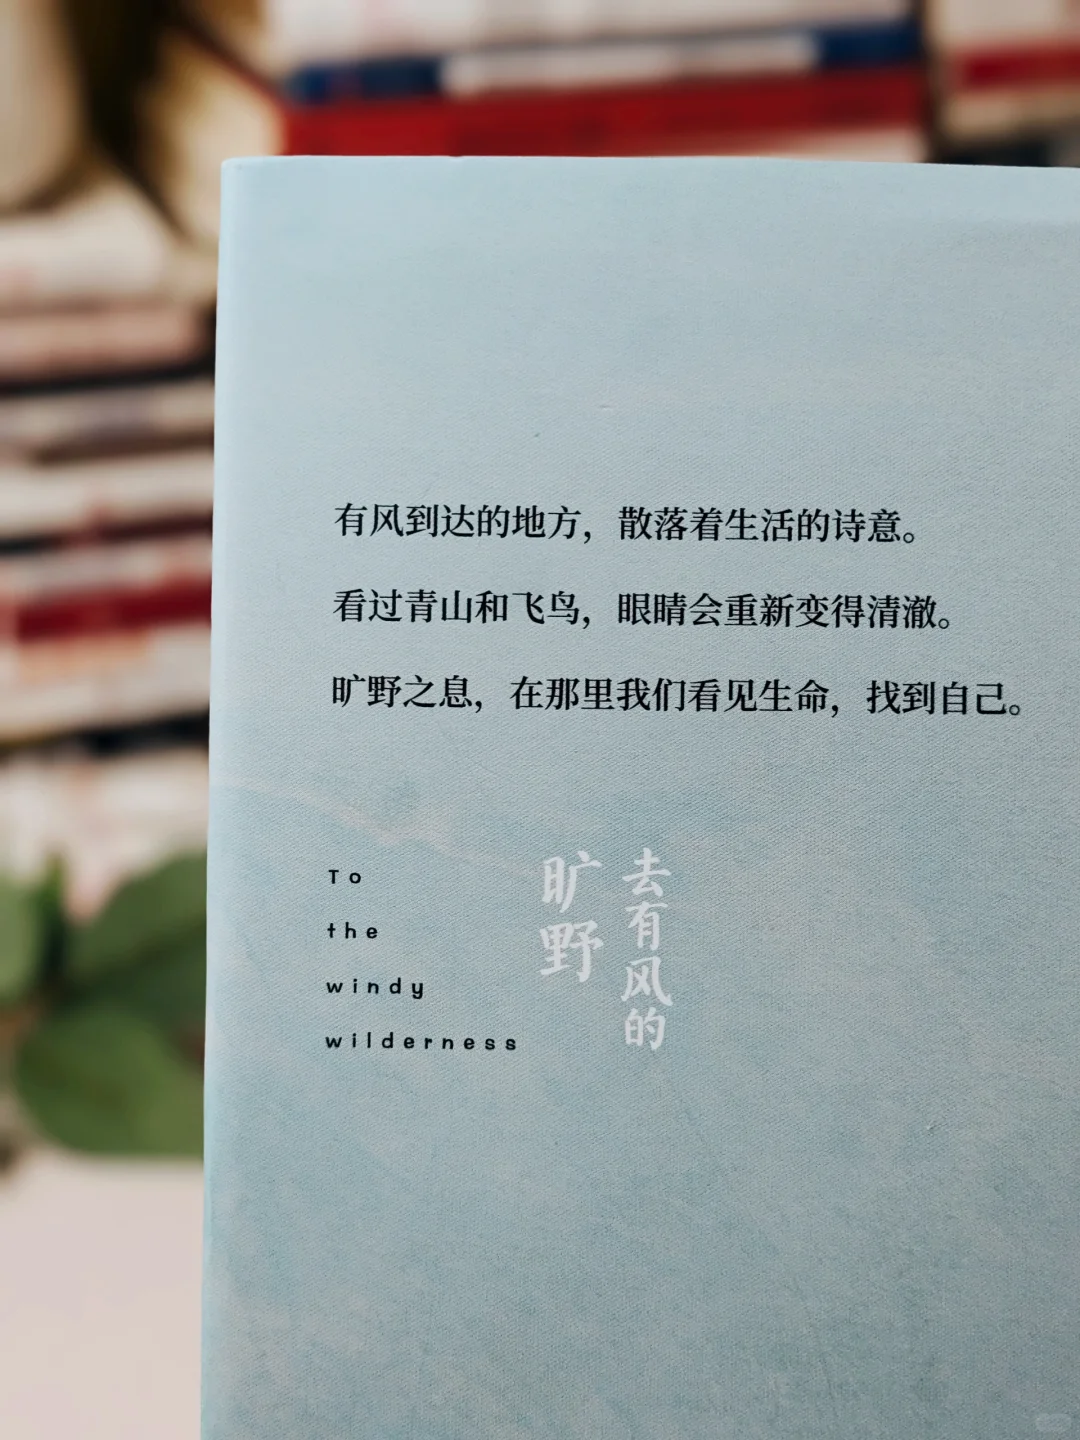 有风到达的地方，散落着生活的诗意。
看过青山和飞鸟，眼睛会重新变得清澈。
旷野之息，在那里我们看见生命，找到自己。
To
the
windy
wilderness
去有风的
旷野